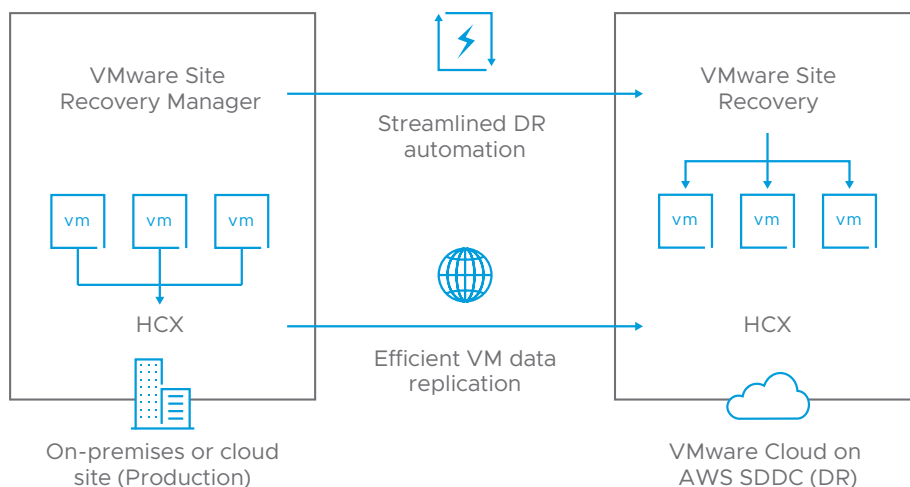 VMware Site
Recovery Manager
Streamlined DR
automation
VMware Site
Recovery
vm
vm
vm
vm
vm
vm
HCX
Efficient VM data
replication
HCX
On-premises or cloud
site (Production)
VMware Cloud on
AWS SDDC (DR)